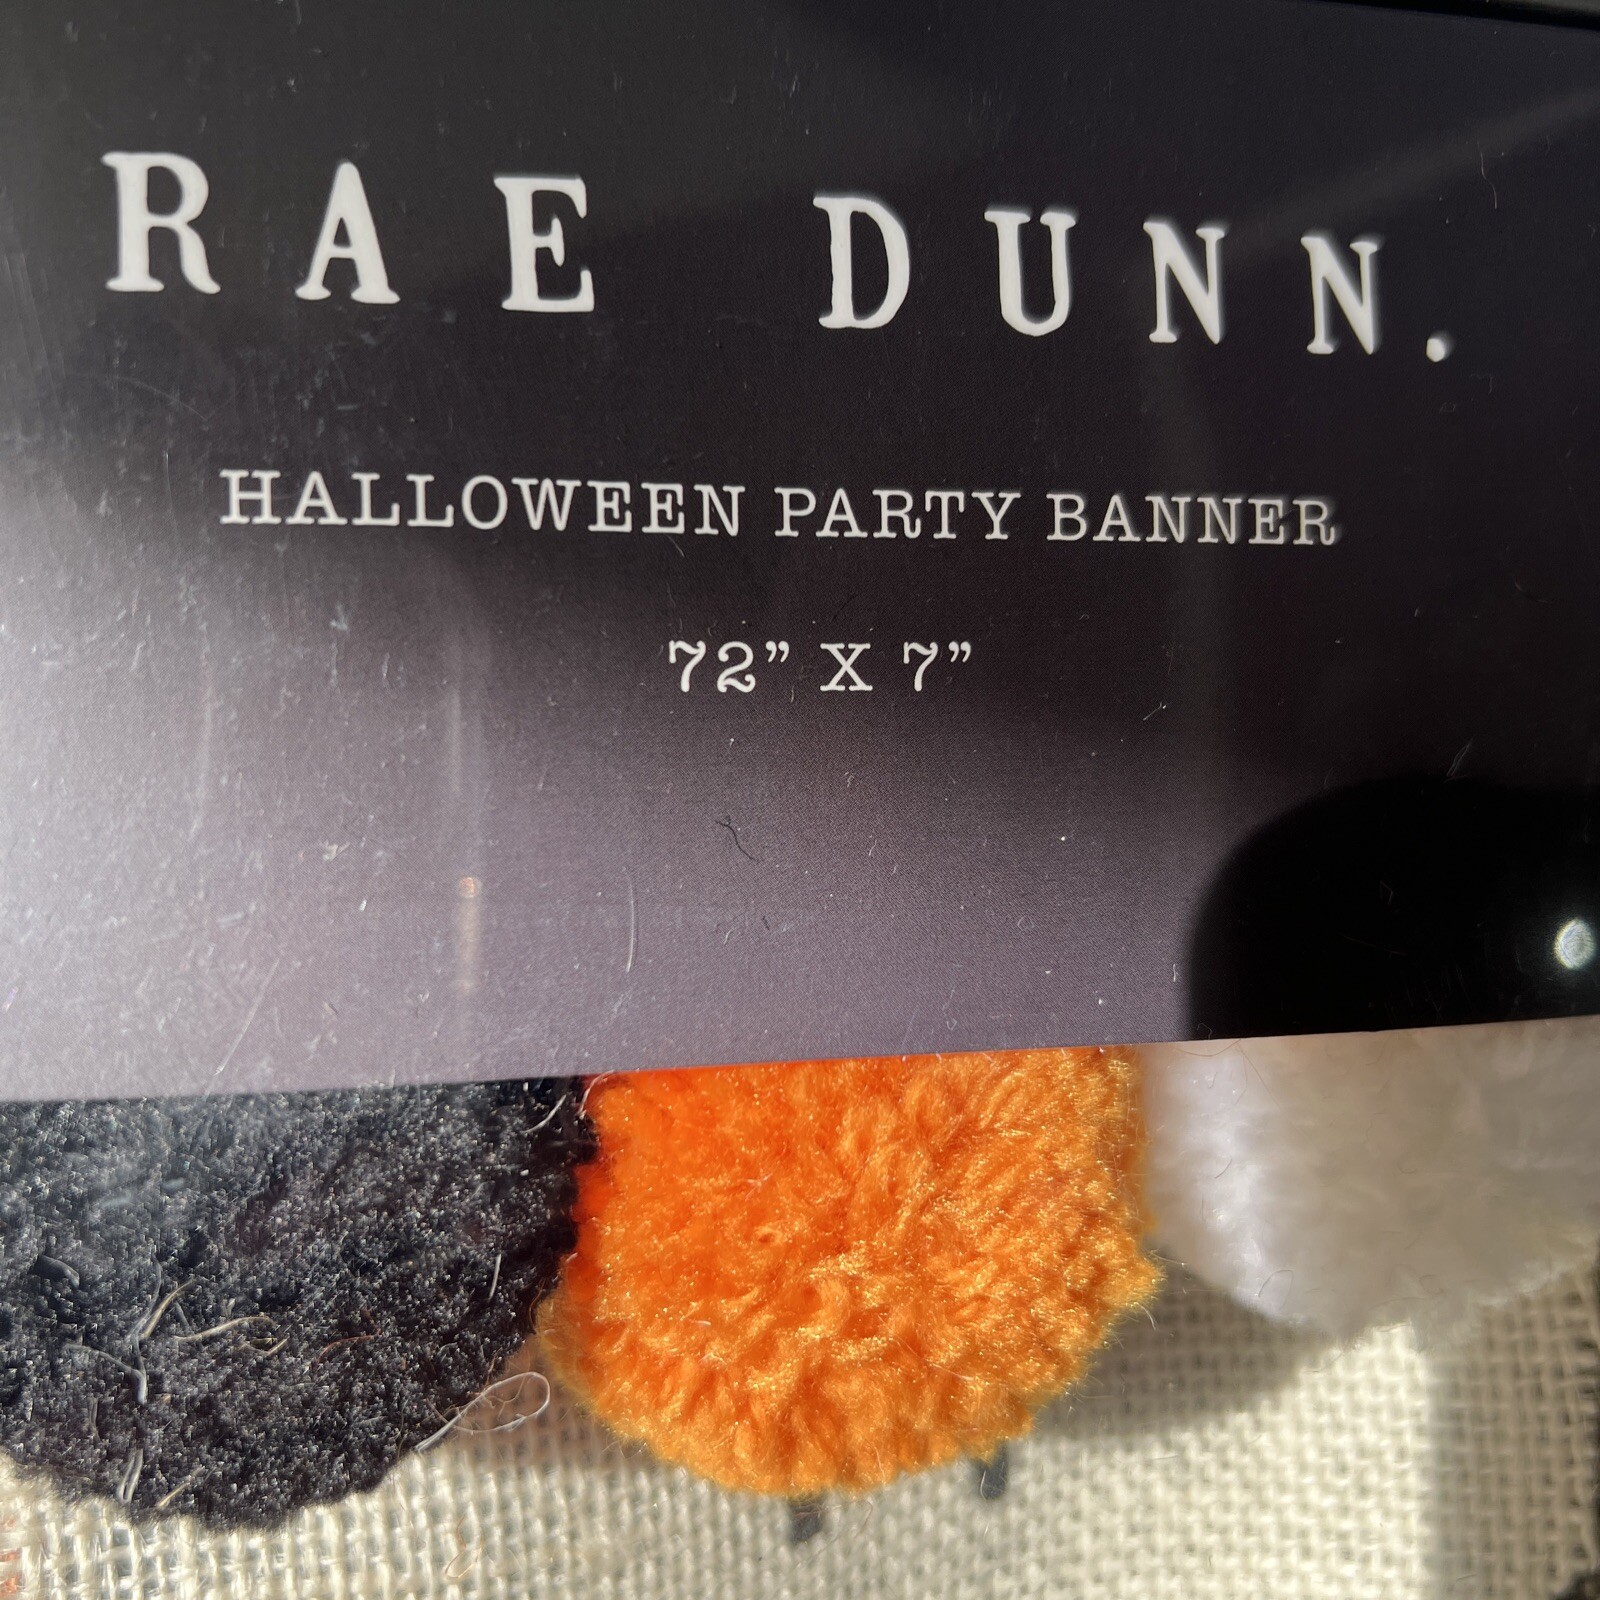 RAE DUNN.
HALLOWEEN PARTY BANNER
72” X 7”